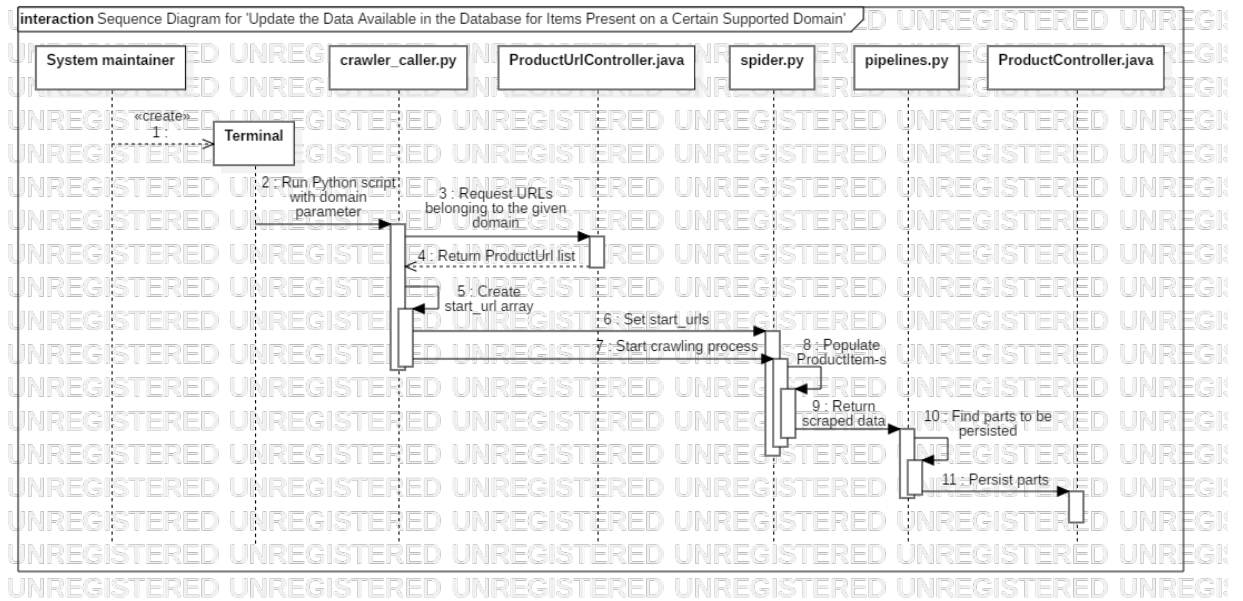 interaction Sequence Diagram for 'Update the Data Available in the Database for Items Present on a Certain Supported Domain'
System maintainer
crawler_caller.py
ProductUrlController.java
spider.py
pipelines.py
ProductController.java
«create»
1 :
Terminal
2 : Run Python script
with domain
parameter
3 : Request URLs
belonging to the given
domain
4 : Return ProductUrl list
5 : Create
start_url array
6 : Set start_urls
7 : Start crawling process
8 : Populate
ProductItem-s
9 : Return
scraped data
10 : Find parts to be
persisted
11 : Persist parts
UNREGISTERED UNREGISTERED UNREGISTERED UNREGISTERED UNREGISTERED